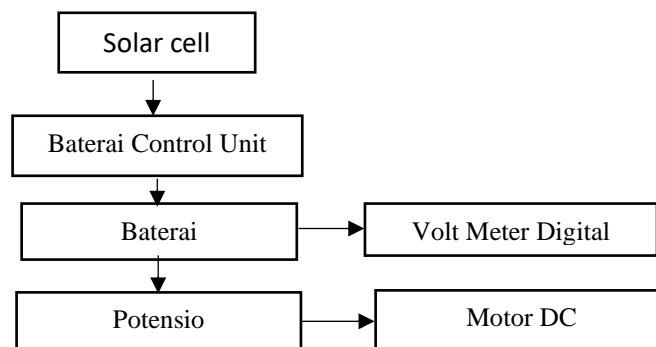 Solar cell
Baterai Control Unit
Baterai
Volt Meter Digital
Potensio
Motor DC